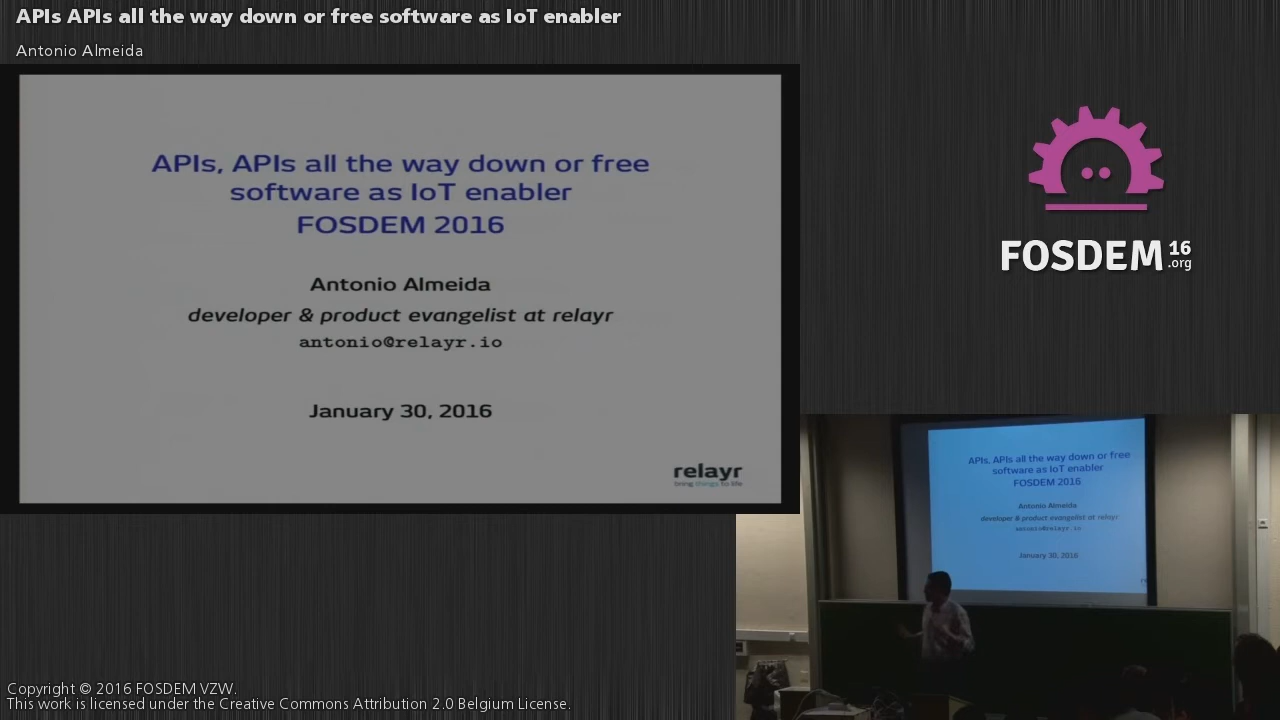 APIs APIs all the way down or free software as IoT enabler
Antonio Almeida
APIs, APIs all the way down or free
software as IoT enabler
FOSDEM 2016
Antonio Almeida
developer & product evangelist at relayr
antonio@relayr.io
January 30, 2016
relayr
bring things to life
FOSDEM 16
.org
APIs, APIs all the way down or free
software as IoT enabler
FOSDEM 2016
Antonio Almeida
developer & product evangelist at relayr
antonio@relayr.io
January 30, 2016
Copyright © 2016 FOSDEM VZW.
This work is licensed under the Creative Commons Attribution 2.0 Belgium License.